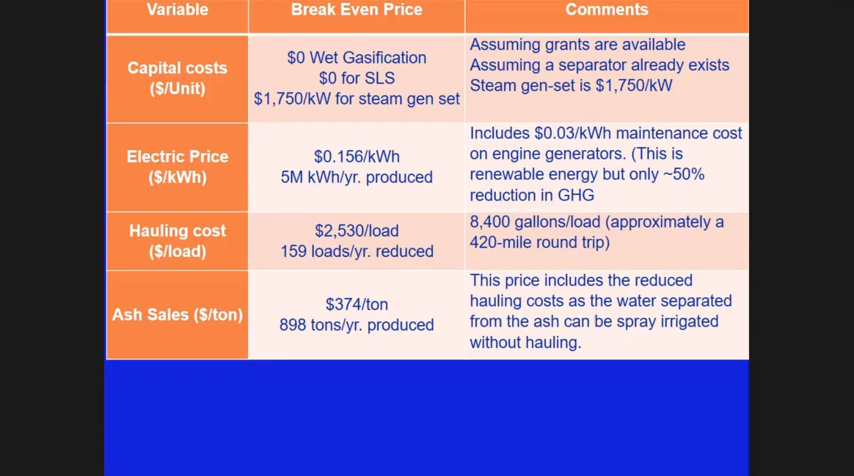 Variable
Break Even Price
Comments
Capital costs
($/Unit)
$0 Wet Gasification
$0 for SLS
$1,750/kW for steam gen set
Assuming grants are available
Assuming a separator already exists
Steam gen-set is $1,750/kW
Electric Price
($/kWh)
$0.156/kWh
5M kWh/yr. produced
Includes $0.03/kWh maintenance cost
on engine generators. (This is
renewable energy but only ~50%
reduction in GHG
Hauling cost
($/load)
$2,530/load
159 loads/yr. reduced
8,400 gallons/load (approximately a
420-mile round trip)
Ash Sales ($/ton)
$374/ton
898 tons/yr. produced
This price includes the reduced
hauling costs as the water separated
from the ash can be spray irrigated
without hauling.